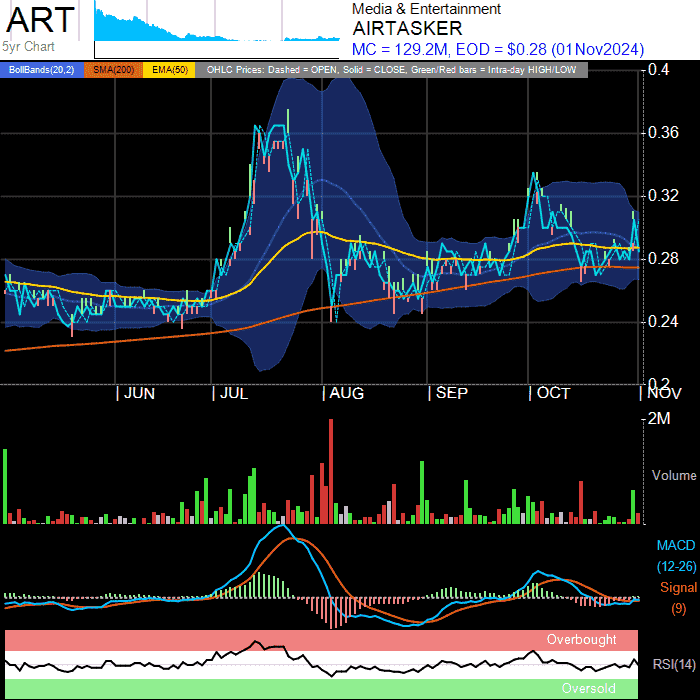 ART
5yr Chart
Media & Entertainment
AIRTASKER
MC = 129.2M, EOD = $0.28 (01Nov2024)
BollBands(20,2) SMA(200) EMA(50) OHLC Prices: Dashed = OPEN, Solid = CLOSE, Green/Red bars = Intra-day HIGH/LOW
0.4
0.36
0.32
0.28
0.24
0.2
| JUN | JUL | AUG | SEP | OCT | NOV
2M
Volume
MACD
(12-26)
Signal
(9)
Overbought
RSI(14)
Oversold